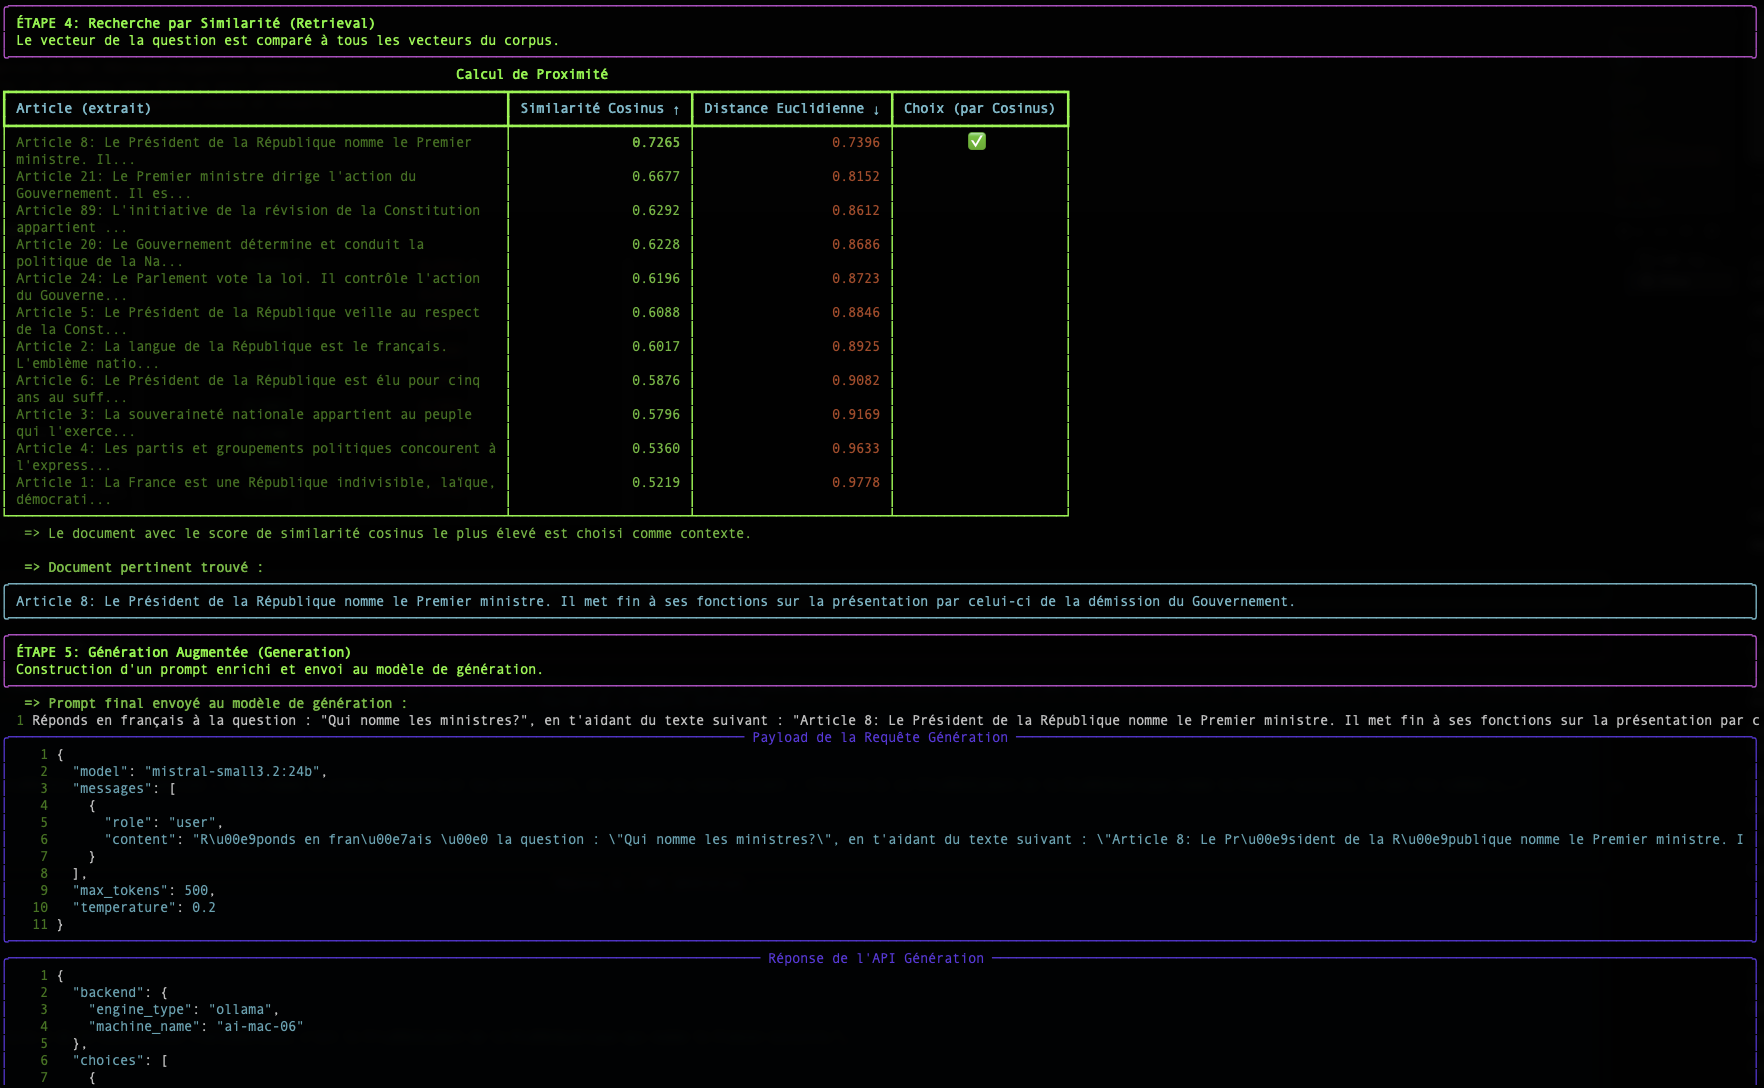 ÉTAPE 4: Recherche par Similarité (Retrieval)
Le vecteur de la question est comparé à tous les vecteurs du corpus.
Calcul de Proximité
Article (extrait) Similarité Cosinus ↑ Distance Euclidienne ↓ Choix (par Cosinus)
Article 8: Le Président de la République nomme le Premier 0.7265 0.7396 ✅
ministre. Il...
Article 21: Le Premier ministre dirige l'action du 0.6677 0.8152
Gouvernement. Il es...
Article 89: L'initiative de la révision de la Constitution 0.6292 0.8612
appartient ...
Article 20: Le Gouvernement détermine et conduit la 0.6228 0.8686
politique de la Na...
Article 24: Le Parlement vote la loi. Il contrôle l'action 0.6196 0.8723
du Gouverne...
Article 5: Le Président de la République veille au respect 0.6088 0.8846
de la Const...
Article 2: La langue de la République est le français. 0.6017 0.8925
L'emblème natio...
Article 6: Le Président de la République est élu pour cinq 0.5876 0.9082
ans au suff...
Article 3: La souveraineté nationale appartient au peuple 0.5796 0.9169
qui l'exerce...
Article 4: Les partis et groupements politiques concourent à 0.5360 0.9633
l'express...
Article 1: La France est une République indivisible, laïque, 0.5219 0.9778
démocrati...
=> Le document avec le score de similarité cosinus le plus élevé est choisi comme contexte.
=> Document pertinent trouvé :
Article 8: Le Président de la République nomme le Premier ministre. Il met fin à ses fonctions sur la présentation par celui-ci de la démission du Gouvernement.
ÉTAPE 5: Génération Augmentée (Generation)
Construction d'un prompt enrichi et envoi au modèle de génération.
=> Prompt final envoyé au modèle de génération :
1 Réponds en français à la question : "Qui nomme les ministres?", en t'aidant du texte suivant : "Article 8: Le Président de la République nomme le Premier ministre. Il met fin à ses fonctions sur la présentation par c
Payload de la Requête Génération
1 {
2 "model": "mistral-small3.2:24b",
3 "messages": [
4 {
5 "role": "user",
6 "content": "R\u00e9ponds en fran\u00e7ais \u00e0 la question : \"Qui nomme les ministres?\", en t'aidant du texte suivant : \"Article 8: Le Pr\u00e9sident de la R\u00e9publique nomme le Premier ministre. I
7 }
8 ],
9 "max_tokens": 500,
10 "temperature": 0.2
11 }
Réponse de l'API Génération
1 {
2 "backend": {
3 "engine_type": "ollama",
4 "machine_name": "ai-mac-06"
5 },
6 "choices": [
7 {